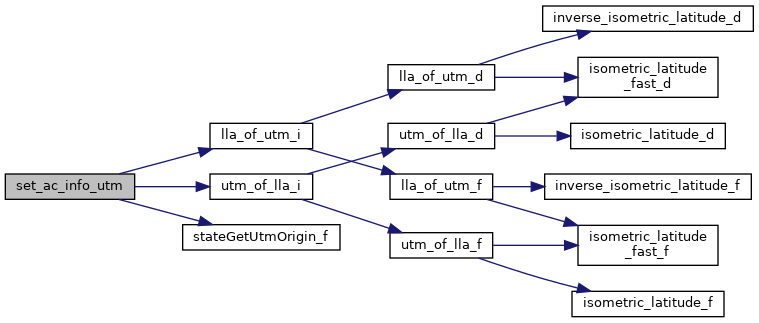 set_ac_info_utm
lla_of_utm_i
utm_of_lla_i
stateGetUtmOrigin_f
lla_of_utm_d
utm_of_lla_d
lla_of_utm_f
utm_of_lla_f
inverse_isometric_latitude_d
isometric_latitude
_fast_d
isometric_latitude_d
inverse_isometric_latitude_f
isometric_latitude
_fast_f
isometric_latitude_f